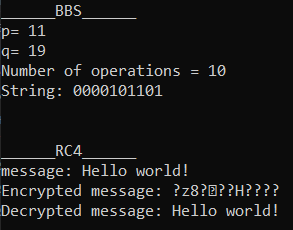 ______BBS______
p= 11
q= 19
Number of operations = 10
String: 0000101101
______RC4______
message: Hello world!
Encrypted message: ?z8?⍰??H????
Decrypted message: Hello world!